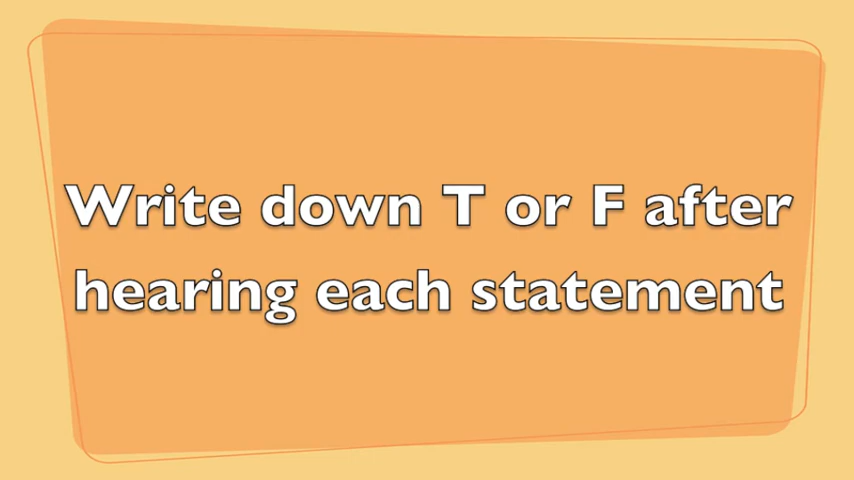 Write down T or F after
hearing each statement